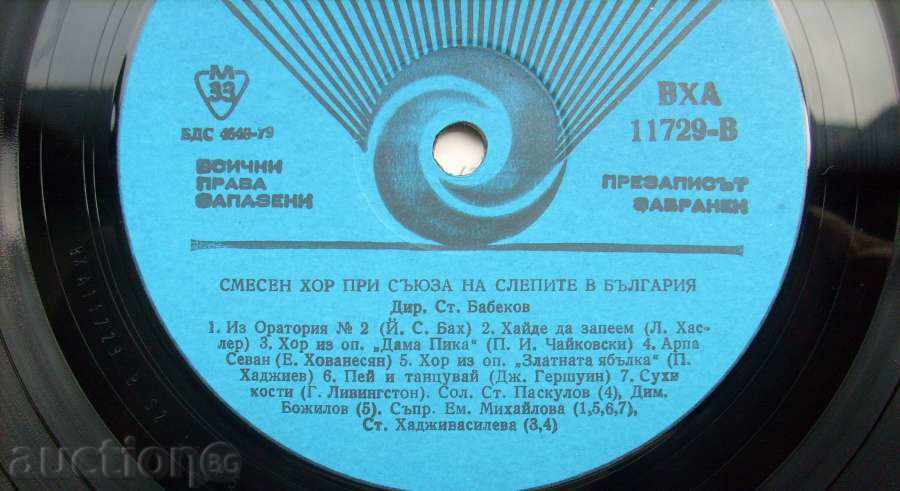 М
33
БДС 4648-79
ВСИЧКИ
ПРАВА
ЗАПАЗЕНИ
ВХА
11729-В
ПРЕЗАПИСЪТ
ЗАБРАНЕН
СМЕСЕН ХОР ПРИ СЪЮЗА НА СЛЕПИТЕ В БЪЛГАРИЯ
Дир. Ст. Бабеков
1. Из Оратория № 2 (Й. С. Бах) 2. Хайде да запеем (Л. Хас-
лер) 3. Хор из оп. „Дама Пика“ (П. И. Чайковски) 4. Арпа
Севан (Е. Хованесян) 5. Хор из оп. „Златната ябълка“ (П.
Хаджиев) 6. Пей и танцувай (Дж. Гершуин) 7. Сухи
кости (Г. Ливингстон). Сол. Ст. Паскулов (4), Дим.
Божилов (5). Съпр. Ем. Михайлова (1,5,6,7),
Ст. Хадживасилева (3,4)
ВХА 11729
auction BG